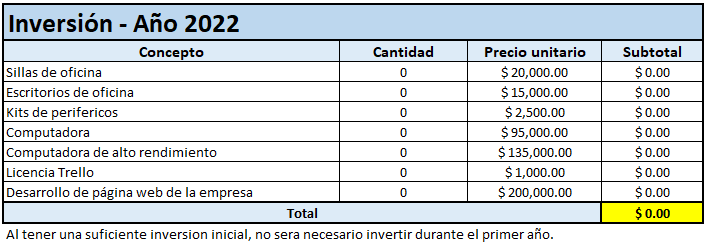 Inversión - Año 2022
Concepto Cantidad Precio unitario Subtotal
Sillas de oficina 0 $ 20,000.00 $ 0.00
Escritorios de oficina 0 $ 15,000.00 $ 0.00
Kits de perifericos 0 $ 2,500.00 $ 0.00
Computadora 0 $ 95,000.00 $ 0.00
Computadora de alto rendimiento 0 $ 135,000.00 $ 0.00
Licencia Trello 0 $ 1,000.00 $ 0.00
Desarrollo de página web de la empresa 0 $ 200,000.00 $ 0.00
Total $ 0.00
Al tener una suficiente inversion inicial, no sera necesario invertir durante el primer año.